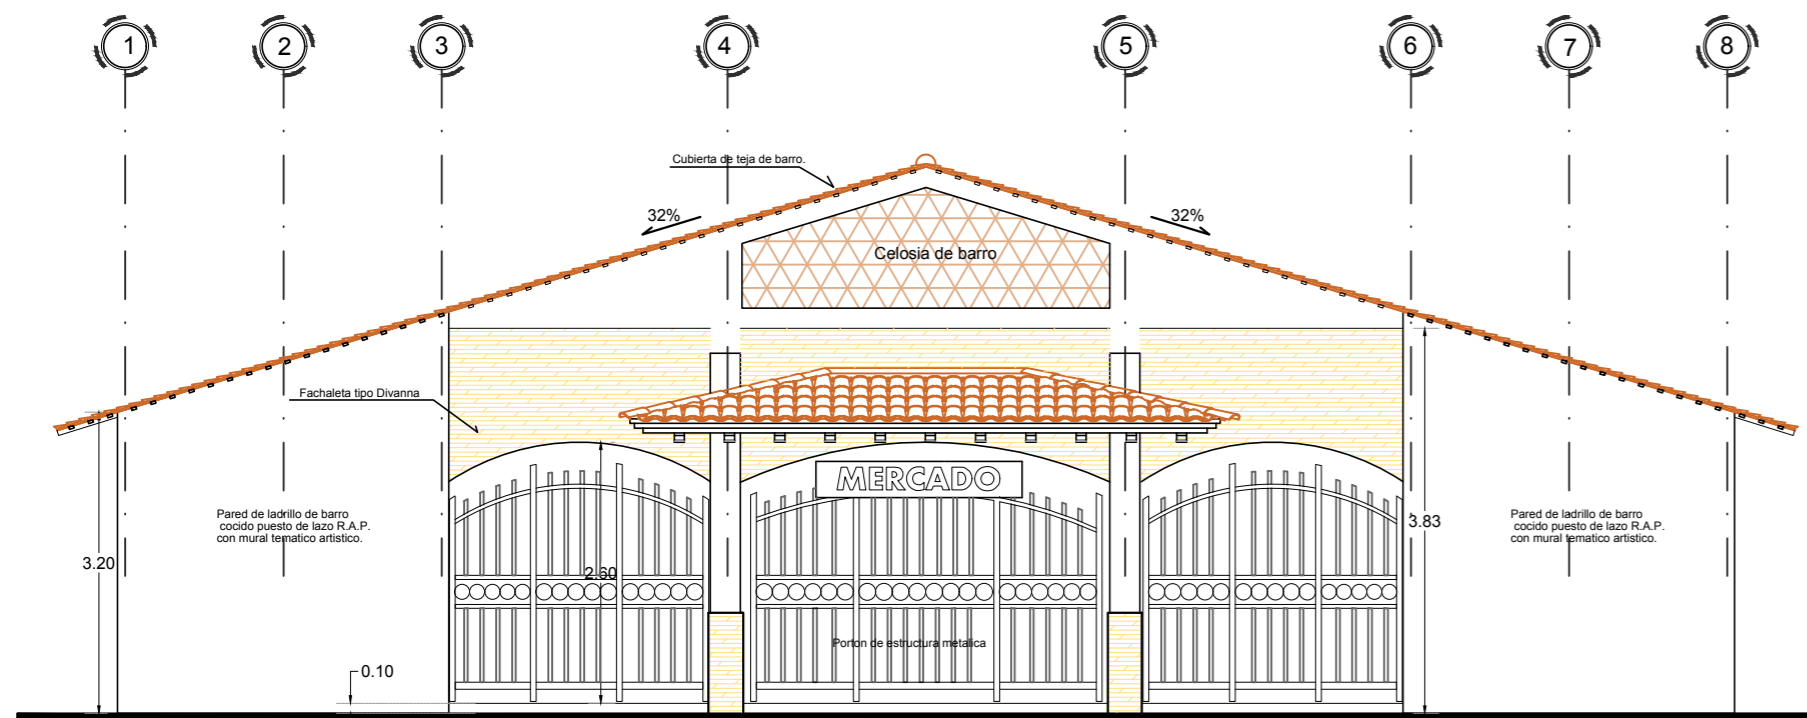 1 2 3 4 5 6 7 8
Cubierta de teja de barro.
32% 32%
Celosia de barro
Fachaleta tipo Divanna
MERCADO
Pared de ladrillo de barro
cocido puesto de lazo R.A.P.
con mural tematico artistico.
Pared de ladrillo de barro
cocido puesto de lazo R.A.P.
con mural tematico artistico.
3.83
3.20
2.60
Porton de estructura metalica
0.10